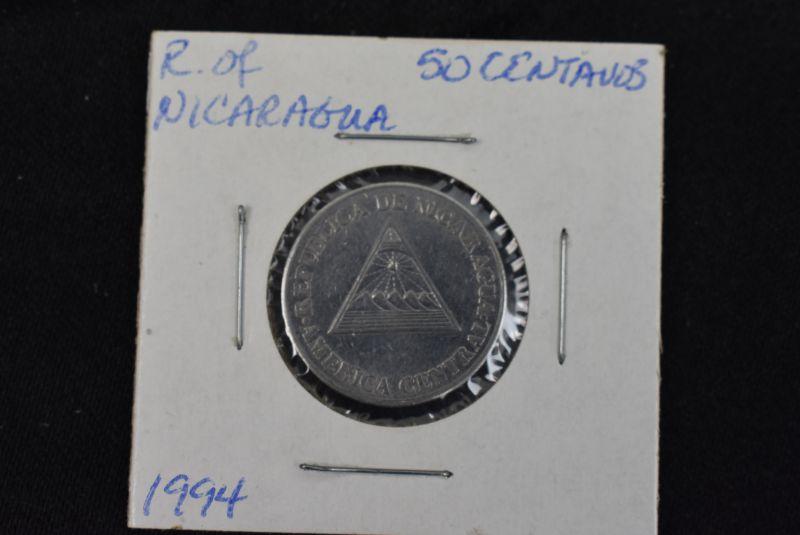 R. of
NICARAGUA
50 CENTAVOS
REPUBLICA DE NICARAGUA
AMERICA CENTRAL
1994